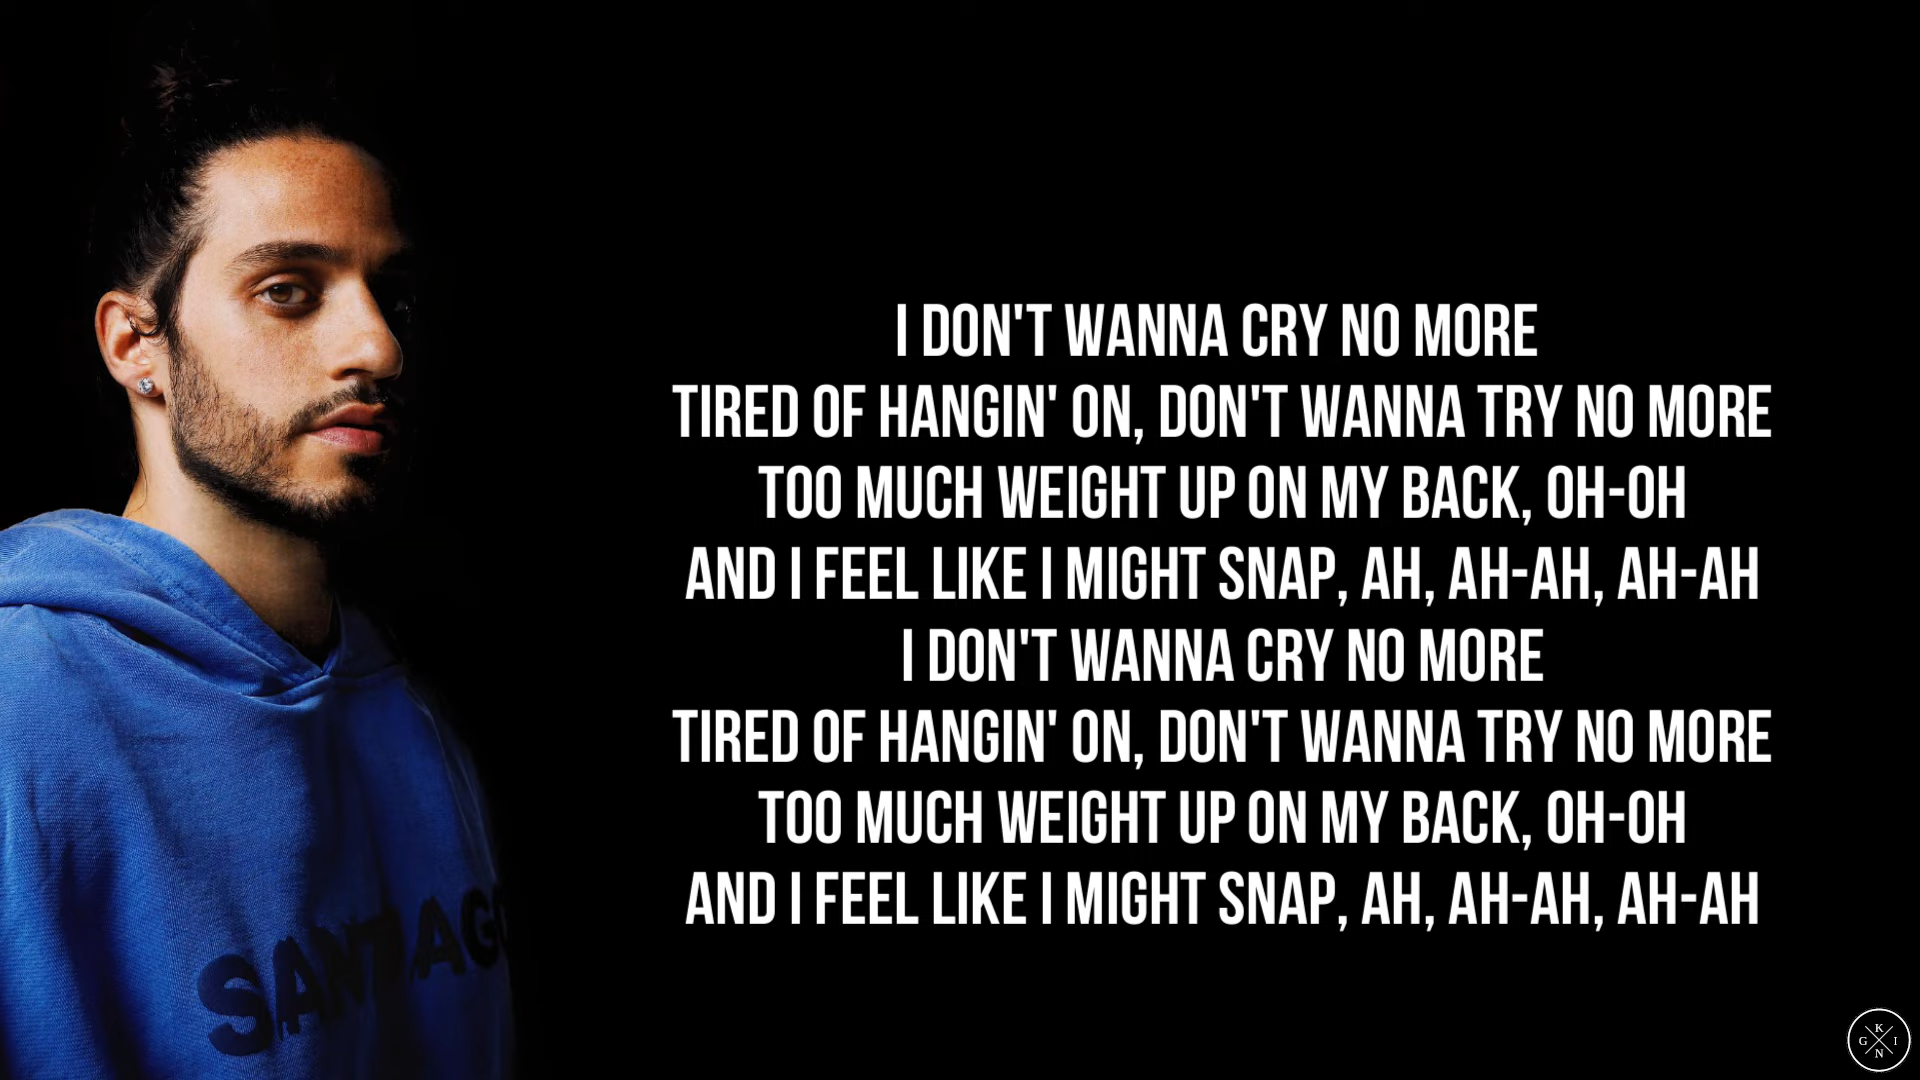 I DON'T WANNA CRY NO MORE
TIRED OF HANGIN' ON, DON'T WANNA TRY NO MORE
TOO MUCH WEIGHT UP ON MY BACK, OH-OH
AND I FEEL LIKE I MIGHT SNAP, AH, AH-AH, AH-AH
I DON'T WANNA CRY NO MORE
TIRED OF HANGIN' ON, DON'T WANNA TRY NO MORE
TOO MUCH WEIGHT UP ON MY BACK, OH-OH
AND I FEEL LIKE I MIGHT SNAP, AH, AH-AH, AH-AH
SANTIAGO
K
G I
N